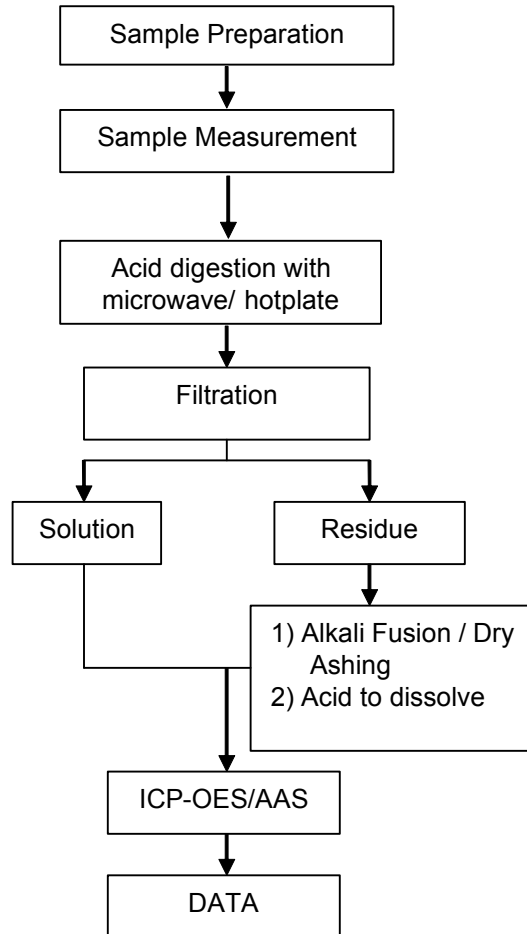 Sample Preparation
Sample Measurement
Acid digestion with
microwave/ hotplate
Filtration
Solution
Residue
1) Alkali Fusion / Dry
Ashing
2) Acid to dissolve
ICP-OES/AAS
DATA